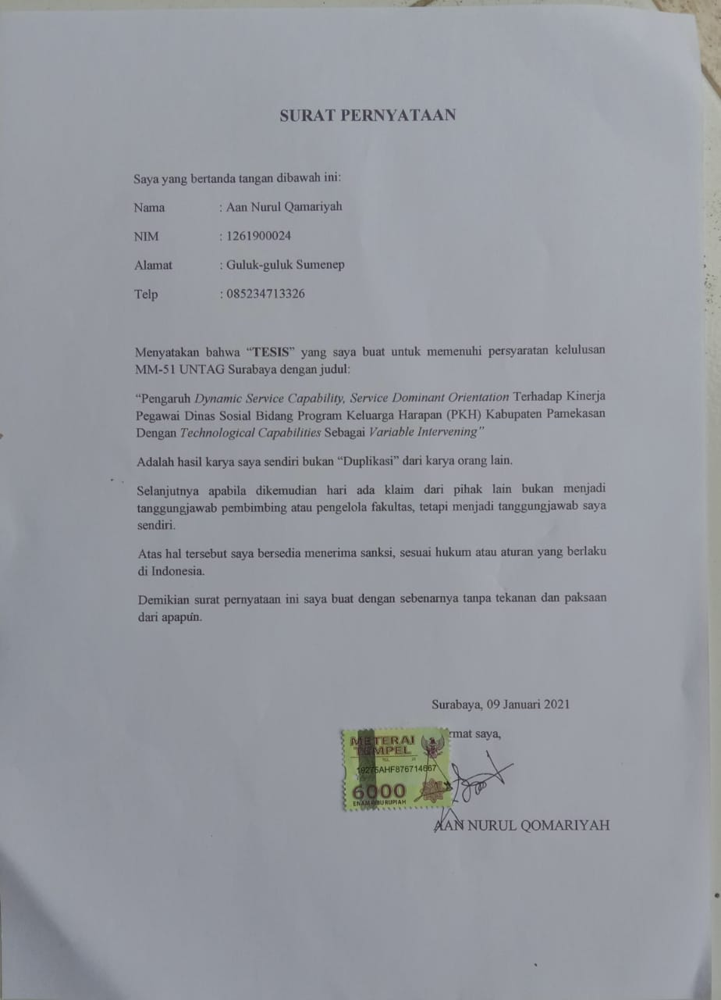 SURAT PERNYATAAN
Saya yang bertanda tangan dibawah ini:
Nama : Aan Nurul Qamariyah
NIM : 1261900024
Alamat : Guluk-guluk Sumenep
Telp : 085234713326
Menyatakan bahwa “TESIS” yang saya buat untuk memenuhi persyaratan kelulusan
MM-51 UNTAG Surabaya dengan judul:
“Pengaruh Dynamic Service Capability, Service Dominant Orientation Terhadap Kinerja
Pegawai Dinas Sosial Bidang Program Keluarga Harapan (PKH) Kabupaten Pamekasan
Dengan Technological Capabilities Sebagai Variable Intervening”
Adalah hasil karya saya sendiri bukan “Duplikasi” dari karya orang lain.
Selanjutnya apabila dikemudian hari ada klaim dari pihak lain bukan menjadi
tanggungjawab pembimbing atau pengelola fakultas, tetapi menjadi tanggungjawab saya
sendiri.
Atas hal tersebut saya bersedia menerima sanksi, sesuai hukum atau aturan yang berlaku
di Indonesia.
Demikian surat pernyataan ini saya buat dengan sebenarnya tanpa tekanan dan paksaan
dari apapun.
Surabaya, 09 Januari 2021
rmat saya,
METERAI
TEMPEL
TGL 20
19275AHF876714667
6000
ENAM RIBU RUPIAH
AAN NURUL QOMARIYAH